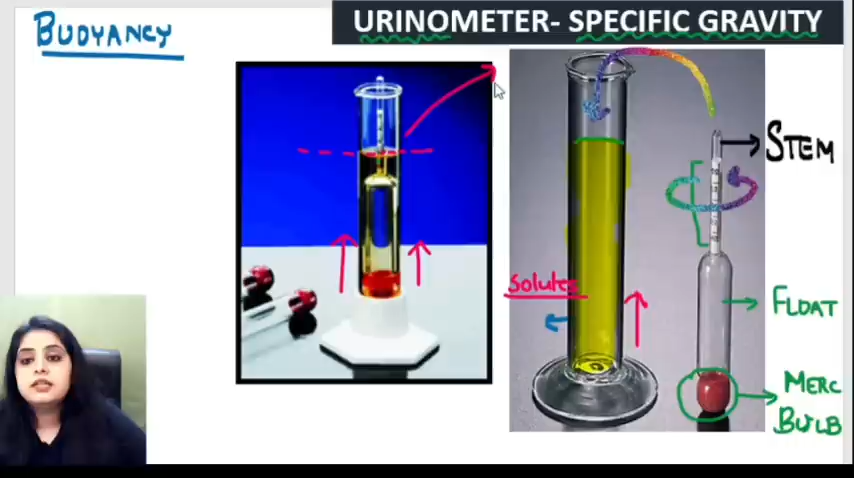 BUOYANCY
URINOMETER- SPECIFIC GRAVITY
STEM
Solutes
FLOAT
MERC
BULB